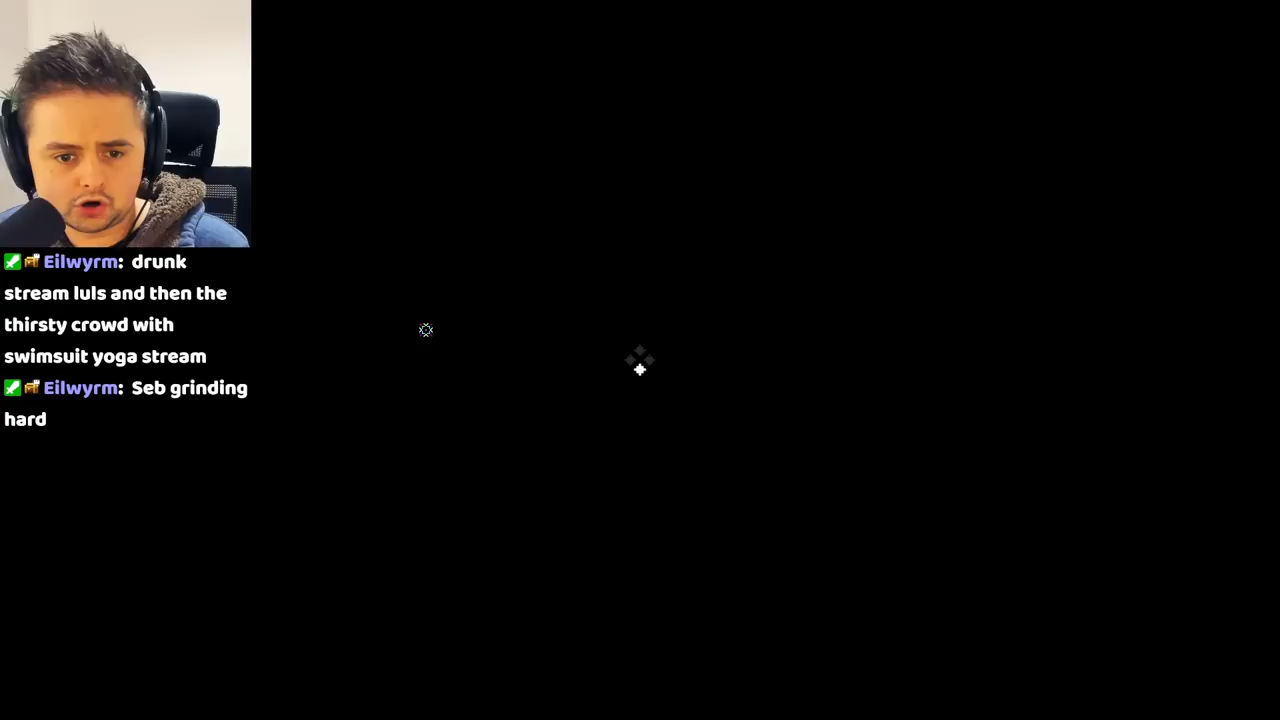 Eilwyrm: drunk
stream luls and then the
thirsty crowd with
swimsuit yoga stream
Eilwyrm: Seb grinding
hard